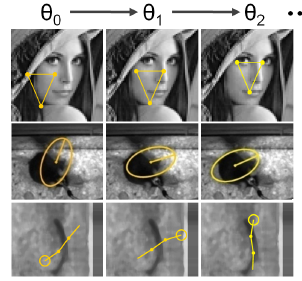 θ₀ → θ₁ → θ₂ ••